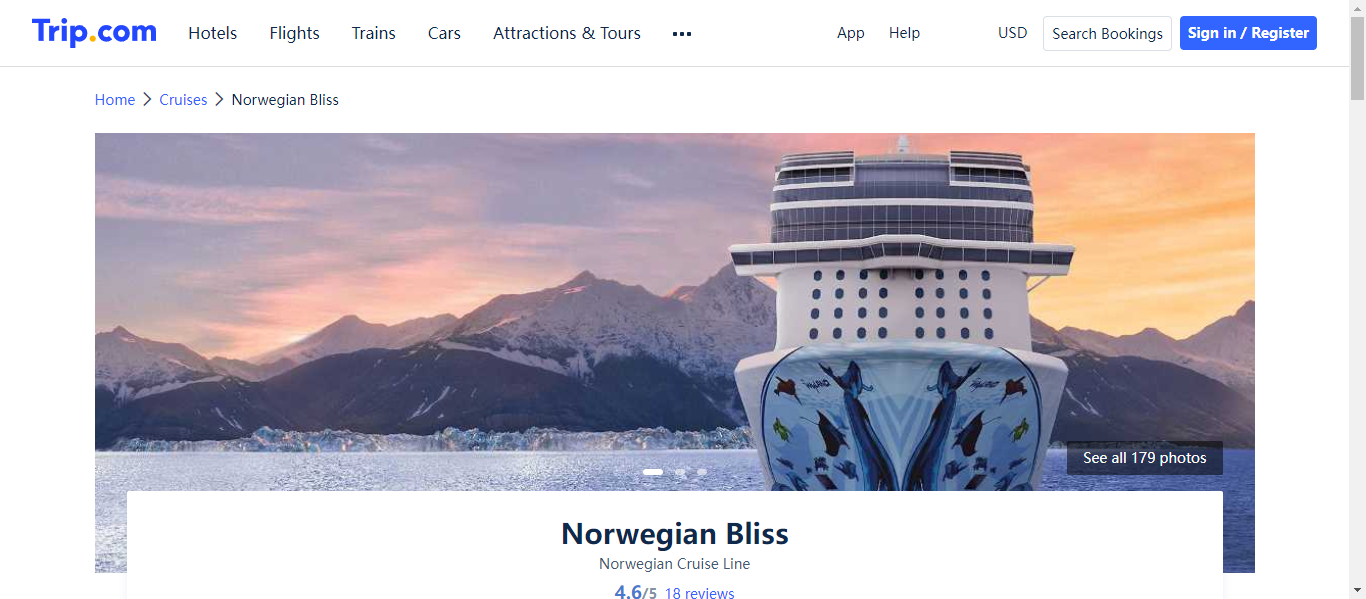 Trip.com Hotels Flights Trains Cars Attractions & Tours ••• App Help USD Search Bookings Sign in / Register
Home > Cruises > Norwegian Bliss
See all 179 photos
Norwegian Bliss
Norwegian Cruise Line
4.6/5 18 reviews